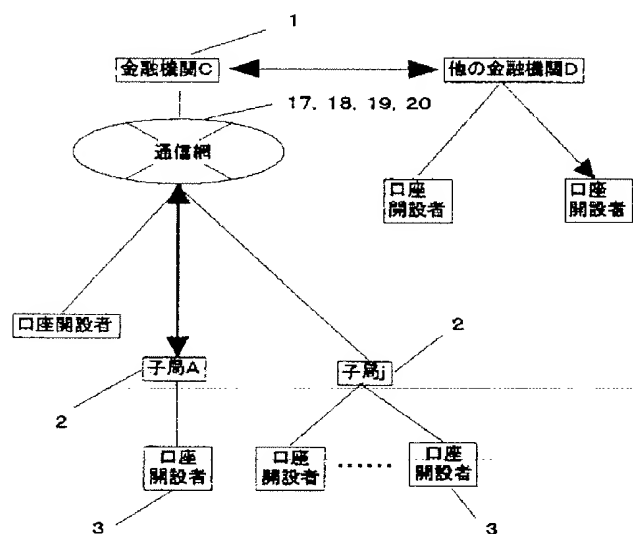 1
金融機関C
他の金融機関D
17, 18, 19, 20
通信網
口座
開設者
口座
開設者
口座開設者
2
子局A
子局j
2
口座
開設者
口座
開設者
......
口座
開設者
3
3